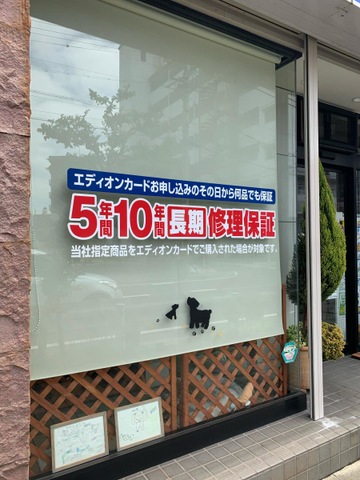 エディオンカードお申し込みのその日から何品でも保証
5年間10年間長期修理保証
当社指定商品をエディオンカードでご購入された場合が対象です。